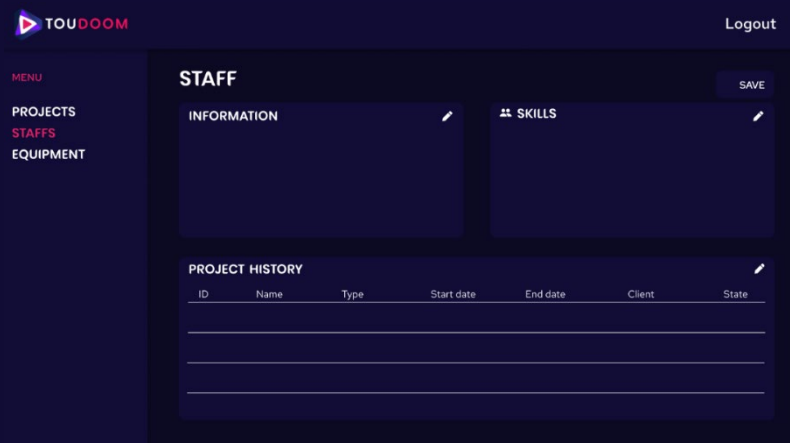 TOUDOOM
Logout
MENU
PROJECTS
STAFFS
EQUIPMENT
STAFF
SAVE
INFORMATION
SKILLS
PROJECT HISTORY
ID Name Type Start date End date Client State